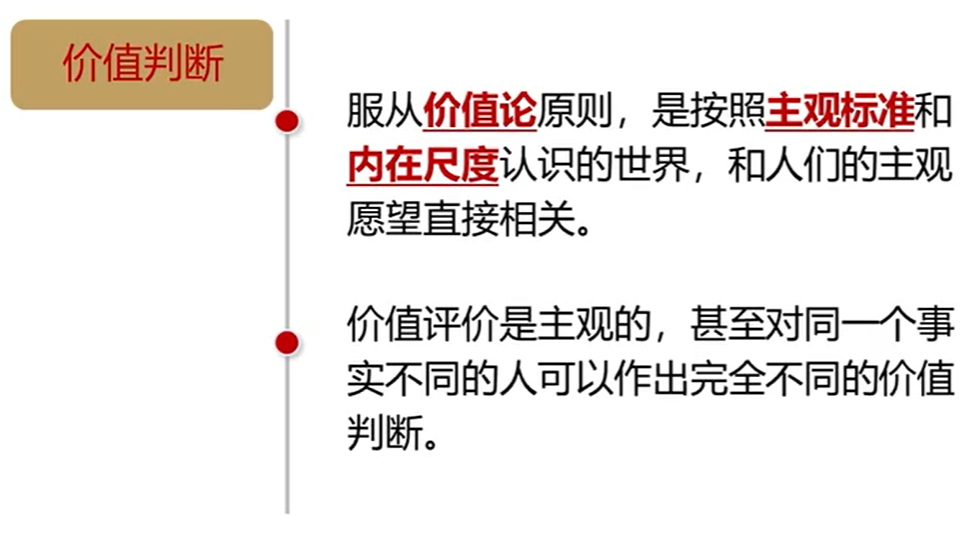 价值判断
服从价值论原则，是按照主观标准和
内在尺度认识的世界，和人们的主观
愿望直接相关。
价值评价是主观的，甚至对同一个事
实不同的人可以作出完全不同的价值
判断。